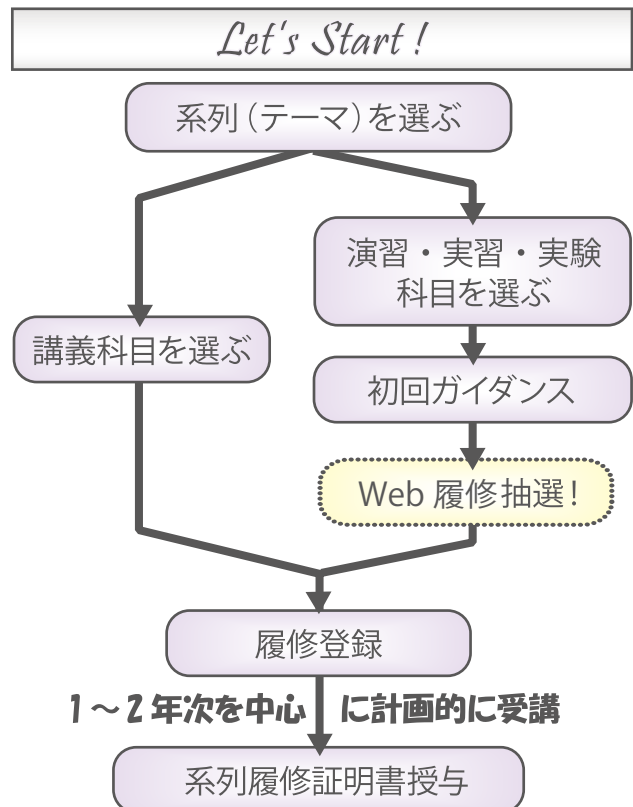 Let's Start !
系列（テーマ）を選ぶ
演習・実習・実験
科目を選ぶ
講義科目を選ぶ
初回ガイダンス
Web 履修抽選！
履修登録
1～2年次を中心に計画的に受講
系列履修証明書授与